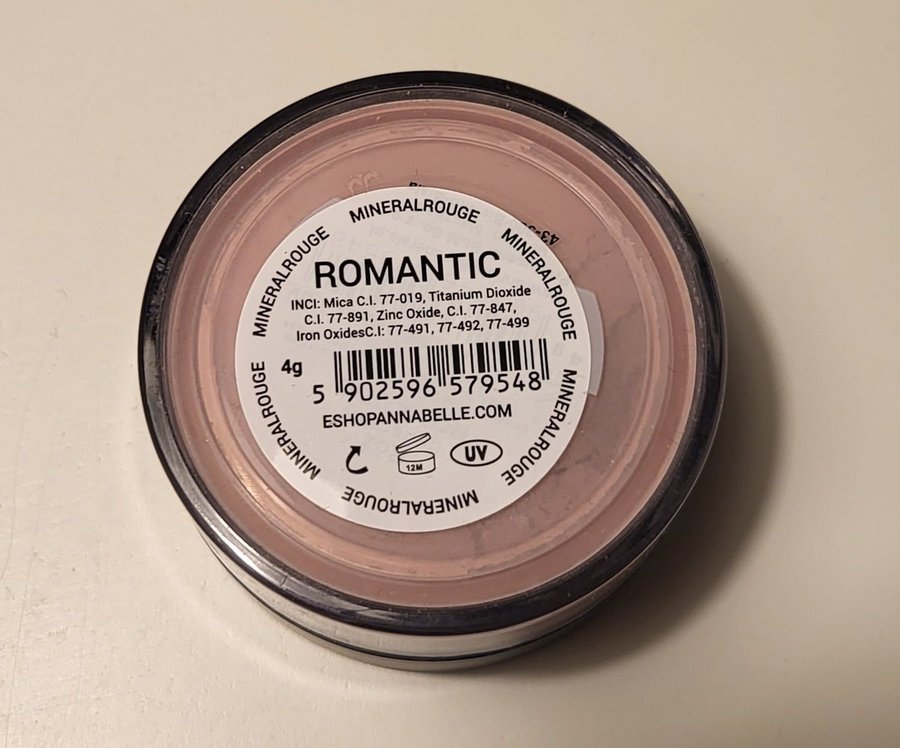 MINERALROUGE
MINERALROUGE
MINERALROUGE
MINERALROUGE
MINERALROUGE
MINERALROUGE
ROMANTIC
INCI: Mica C.I. 77-019, Titanium Dioxide
C.I. 77-891, Zinc Oxide, C.I. 77-847,
Iron OxidesC.I: 77-491, 77-492, 77-499
4g
5 902596 579548
ESHOPANNABELLE.COM
12M
UV